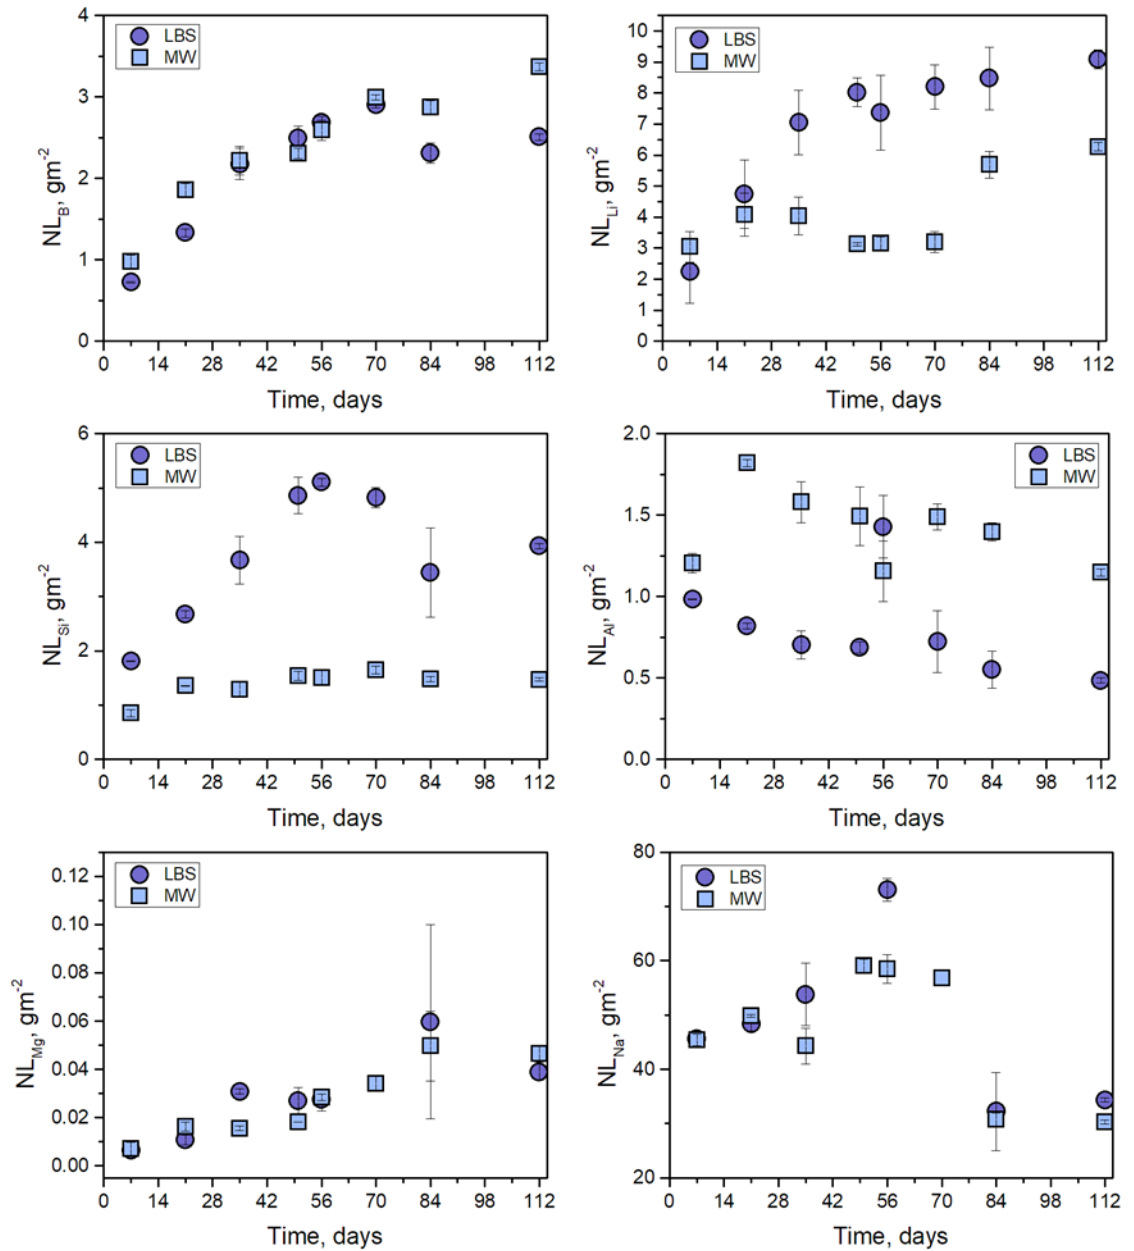 4
3
2
1
0
LBS
MW
NL_B, gm⁻²
0 14 28 42 56 70 84 98 112
Time, days
10
9
8
7
6
5
4
3
2
1
0
LBS
MW
NL_Li, gm⁻²
0 14 28 42 56 70 84 98 112
Time, days
6
4
2
0
LBS
MW
NL_Si, gm⁻²
0 14 28 42 56 70 84 98 112
Time, days
2.0
1.5
1.0
0.5
0.0
LBS
MW
NL_Al, gm⁻²
0 14 28 42 56 70 84 98 112
Time, days
0.12
0.10
0.08
0.06
0.04
0.02
0.00
LBS
MW
NL_Mg, gm⁻²
0 14 28 42 56 70 84 98 112
Time, days
80
60
40
20
LBS
MW
NL_Na, gm⁻²
0 14 28 42 56 70 84 98 112
Time, days